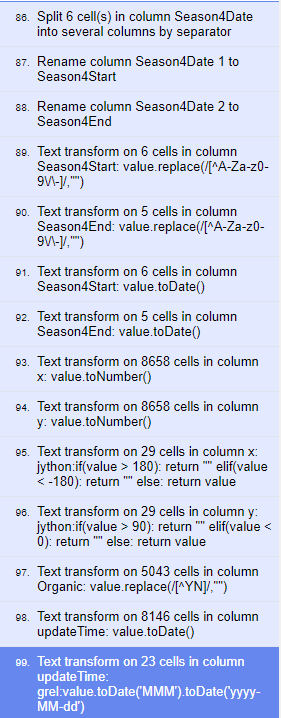 86. Split 6 cell(s) in column Season4Date
into several columns by separator
87. Rename column Season4Date 1 to
Season4Start
88. Rename column Season4Date 2 to
Season4End
89. Text transform on 6 cells in column
Season4Start: value.replace(/[^A-Za-z0-
9\/\-]/,"")
90. Text transform on 5 cells in column
Season4End: value.replace(/[^A-Za-z0-
9\/\-]/,"")
91. Text transform on 6 cells in column
Season4Start: value.toDate()
92. Text transform on 5 cells in column
Season4End: value.toDate()
93. Text transform on 8658 cells in column
x: value.toNumber()
94. Text transform on 8658 cells in column
y: value.toNumber()
95. Text transform on 29 cells in column x:
jython:if(value > 180): return "" elif(value
< -180): return "" else: return value
96. Text transform on 29 cells in column y:
jython:if(value > 90): return "" elif(value <
0): return "" else: return value
97. Text transform on 5043 cells in column
Organic: value.replace(/[^YN]/,"")
98. Text transform on 8146 cells in column
updateTime: value.toDate()
99. Text transform on 23 cells in column
updateTime:
grel:value.toDate('MMM').toDate('yyyy-
MM-dd')